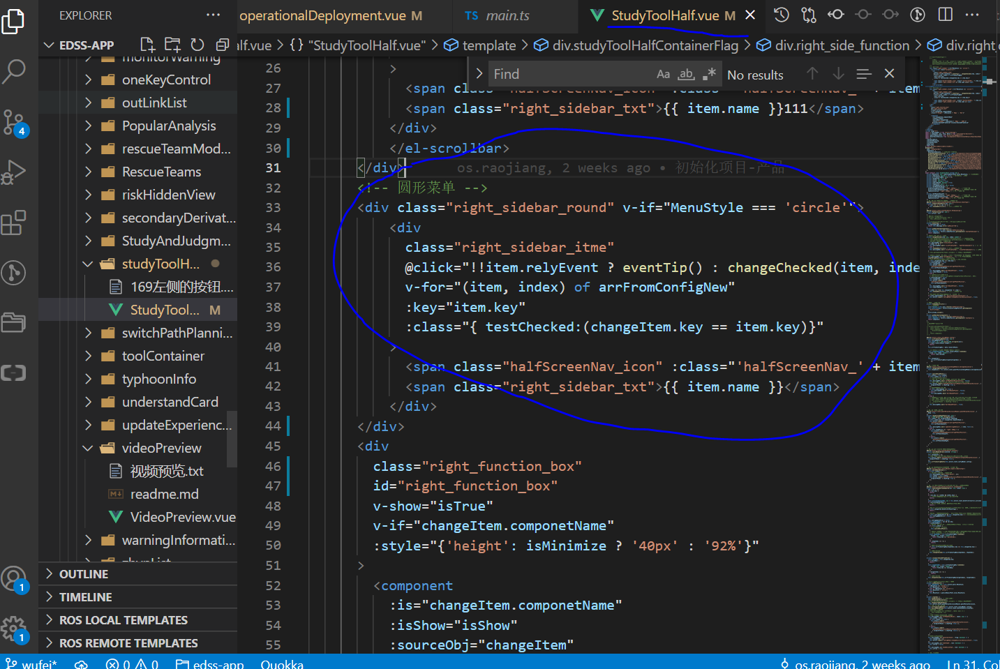 EXPLORER
operationalDeployment.vue M
TS main.ts
StudyToolHalf.vue M
EDSS-APP
alf.vue > {} "StudyToolHalf.vue" > template > div.studyToolHalfContainerFlag > div.right_side_function > div.right_
monitorWarning
oneKeyControl
outLinkList
PopularAnalysis
rescueTeamMod...
RescueTeams
riskHiddenView
secondaryDerivat...
StudyAndJudgm...
studyToolH...
169左侧的按钮....
StudyTool... M
switchPathPlanni...
toolContainer
typhoonInfo
understandCard
updateExperienc...
videoPreview
视频预览.txt
readme.md
VideoPreview.vue
warningInformati...
OUTLINE
TIMELINE
ROS LOCAL TEMPLATES
ROS REMOTE TEMPLATES
4
1
1
Find
Aa
ab
No results
26 >
27 <span
28 <span class="right_sidebar_txt">{{ item.name }}111</span>
29 </div>
30 </el-scrollbar>
31 </div> os.raojiang, 2 weeks ago • 初始化项目-产品
32 <!-- 圆形菜单 -->
33 <div class="right_sidebar_round" v-if="MenuStyle === 'circle'">
34 <div
35 class="right_sidebar_itme"
36 @click="!!item.relyEvent ? eventTip() : changeChecked(item, inde
37 v-for="(item, index) of arrFromConfigNew"
38 :key="item.key"
39 :class="{ testChecked:(changeItem.key == item.key)}"
40 >
41 <span class="halfScreenNav_icon" :class="'halfScreenNav_' + item
42 <span class="right_sidebar_txt">{{ item.name }}</span>
43 </div>
44 </div>
45 <div
46 class="right_function_box"
47 id="right_function_box"
48 v-show="isTrue"
49 v-if="changeItem.componetName"
50 :style="{'height': isMinimize ? '40px' : '92%'}"
51 >
52 <component
53 :is="changeItem.componetName"
54 :isShow="isShow"
55 :sourceObj="changeItem"
wufei* 0 0 edss-app Quokka os.raojiang, 2 weeks ago Ln 31, Co